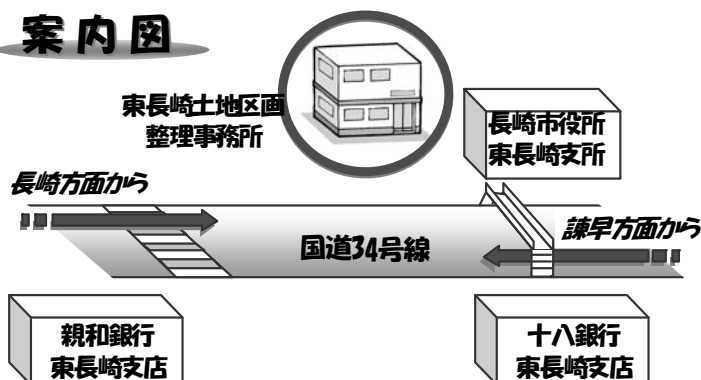 案内図
東長崎土地区画
整理事務所
長崎市役所
東長崎支所
長崎方面から
諫早方面から
国道34号線
親和銀行
東長崎支店
十八銀行
東長崎支店